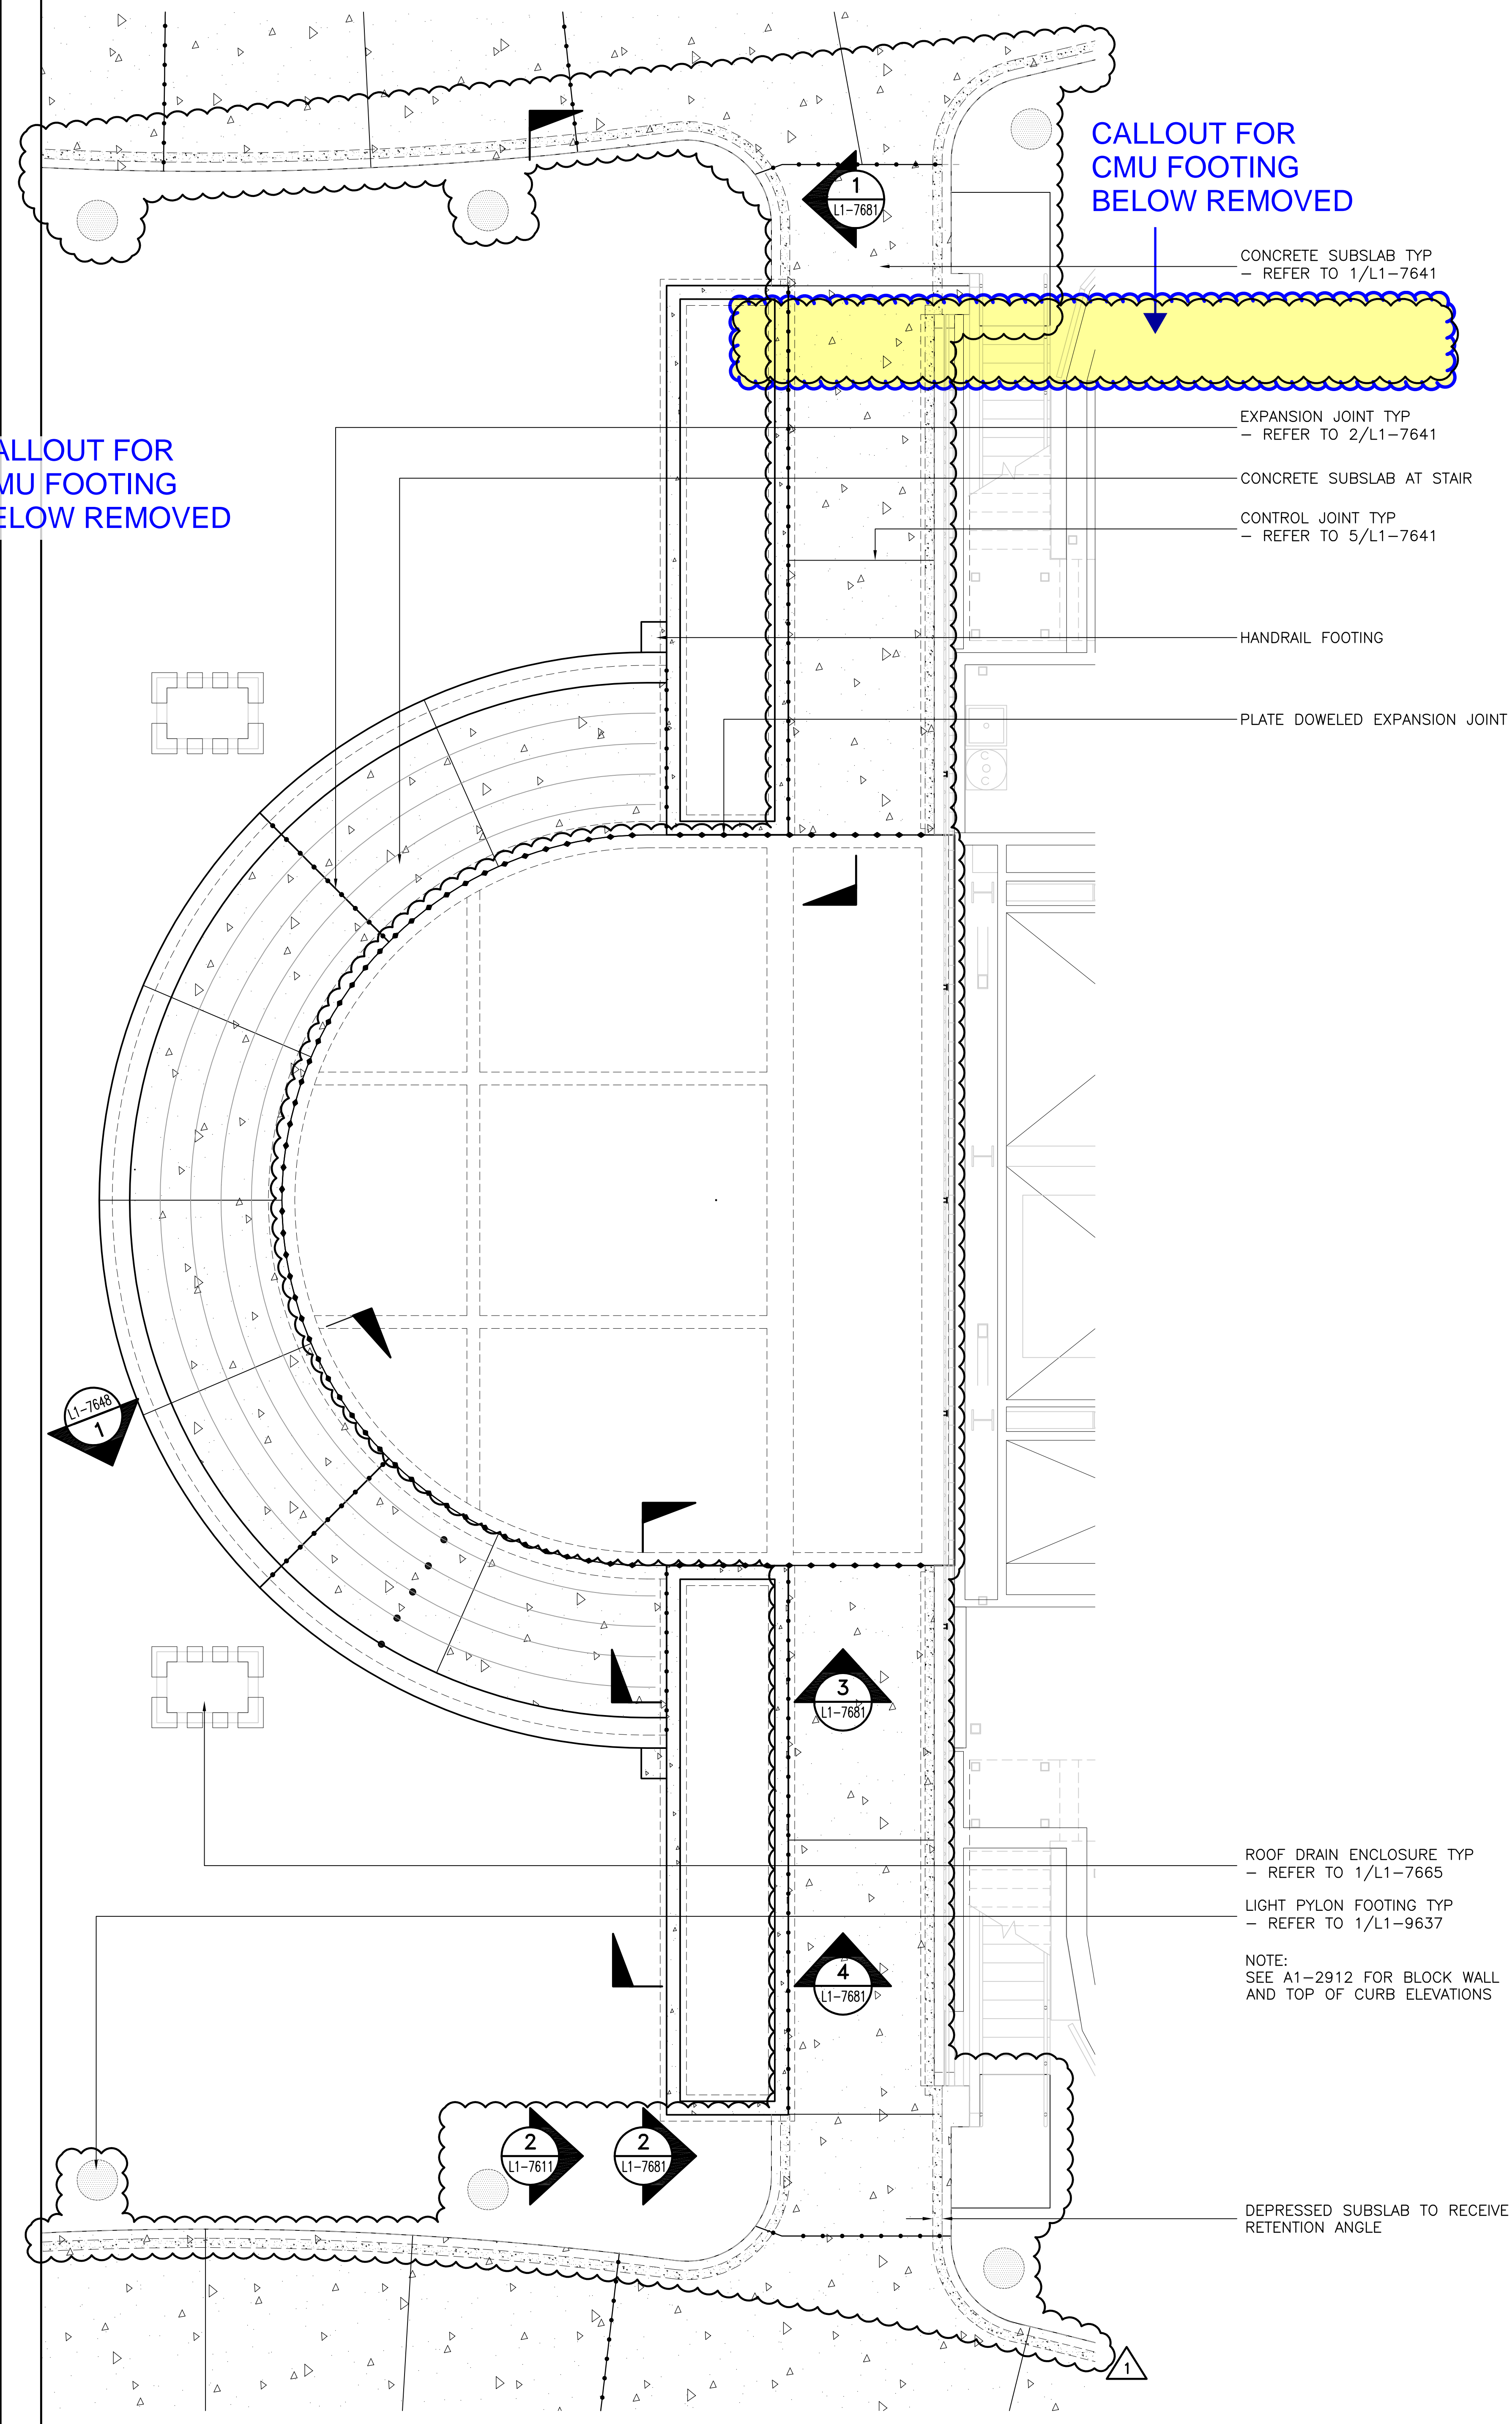 CALLOUT FOR
CMU FOOTING
BELOW REMOVED
1
L1-7681
CONCRETE SUBSLAB TYP
- REFER TO 1/L1-7641
EXPANSION JOINT TYP
- REFER TO 2/L1-7641
ALLOUT FOR
MU FOOTING
ELOW REMOVED
CONCRETE SUBSLAB AT STAIR
CONTROL JOINT TYP
- REFER TO 5/L1-7641
HANDRAIL FOOTING
PLATE DOWELED EXPANSION JOINT
C
C
L1-7648
1
3
L1-7681
ROOF DRAIN ENCLOSURE TYP
- REFER TO 1/L1-7665
LIGHT PYLON FOOTING TYP
- REFER TO 1/L1-9637
4
L1-7681
NOTE:
SEE A1-2912 FOR BLOCK WALL
AND TOP OF CURB ELEVATIONS
2
L1-7611
2
L1-7681
DEPRESSED SUBSLAB TO RECEIVE
RETENTION ANGLE
1